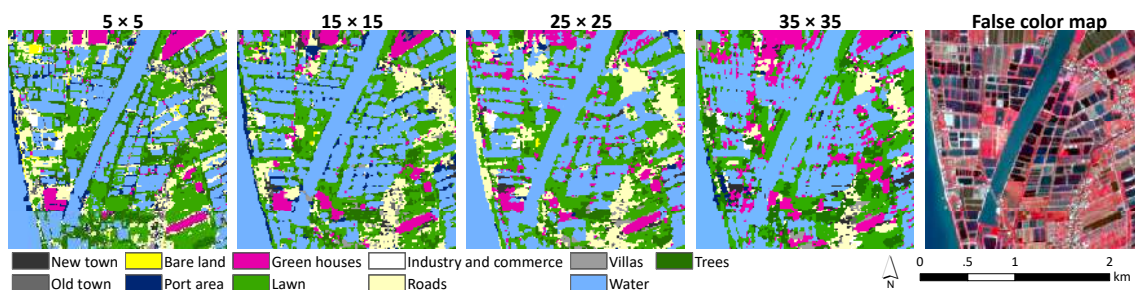 5 × 5 15 × 15 25 × 25 35 × 35 False color map
New town Bare land Green houses Industry and commerce Villas Trees
Old town Port area Lawn Roads Water
N
0 .5 1 2
km